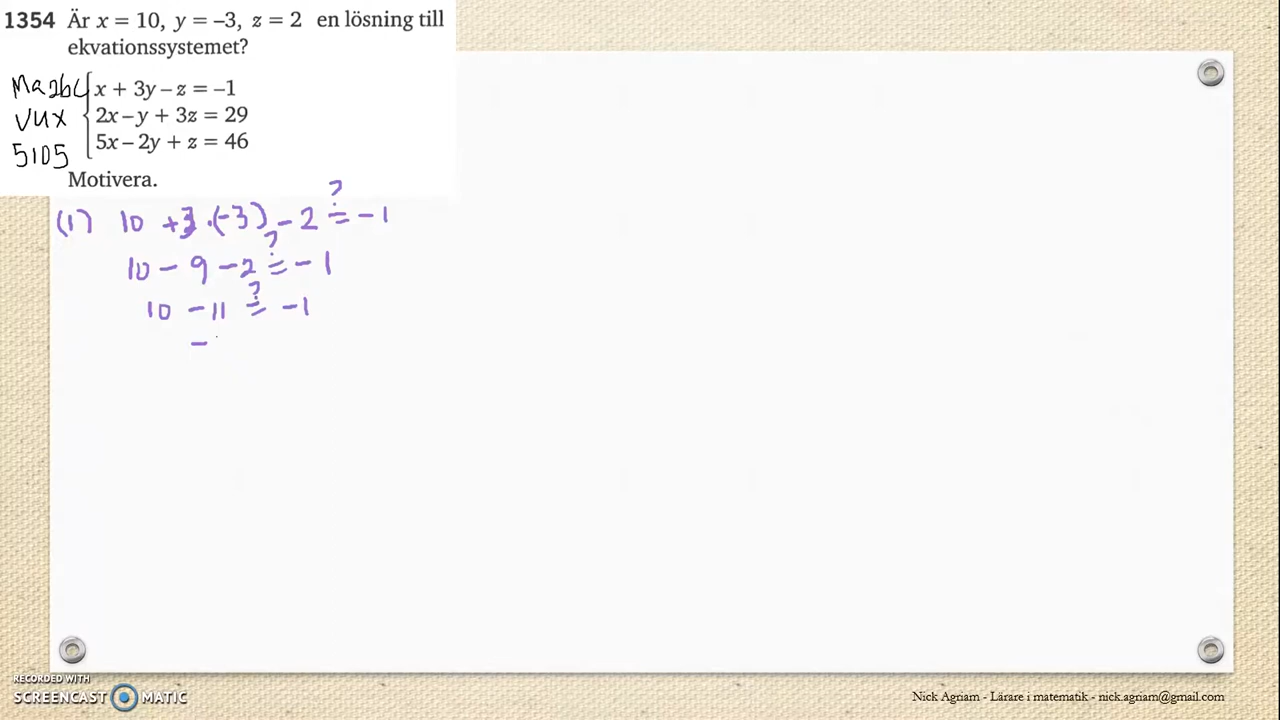 1354 Är x = 10, y = –3, z = 2 en lösning till
ekvationssystemet?
Ma2bc x + 3y – z = –1
VUX 2x – y + 3z = 29
5105 5x – 2y + z = 46
Motivera.
(1) 10 + 3 · (-3) - 2 ?= -1
10 - 9 - 2 ?= -1
10 - 11 ?= -1
-
RECORDED WITH
SCREENCAST MATIC
Nick Agriam - Lärare i matematik - nick.agriam@gmail.com